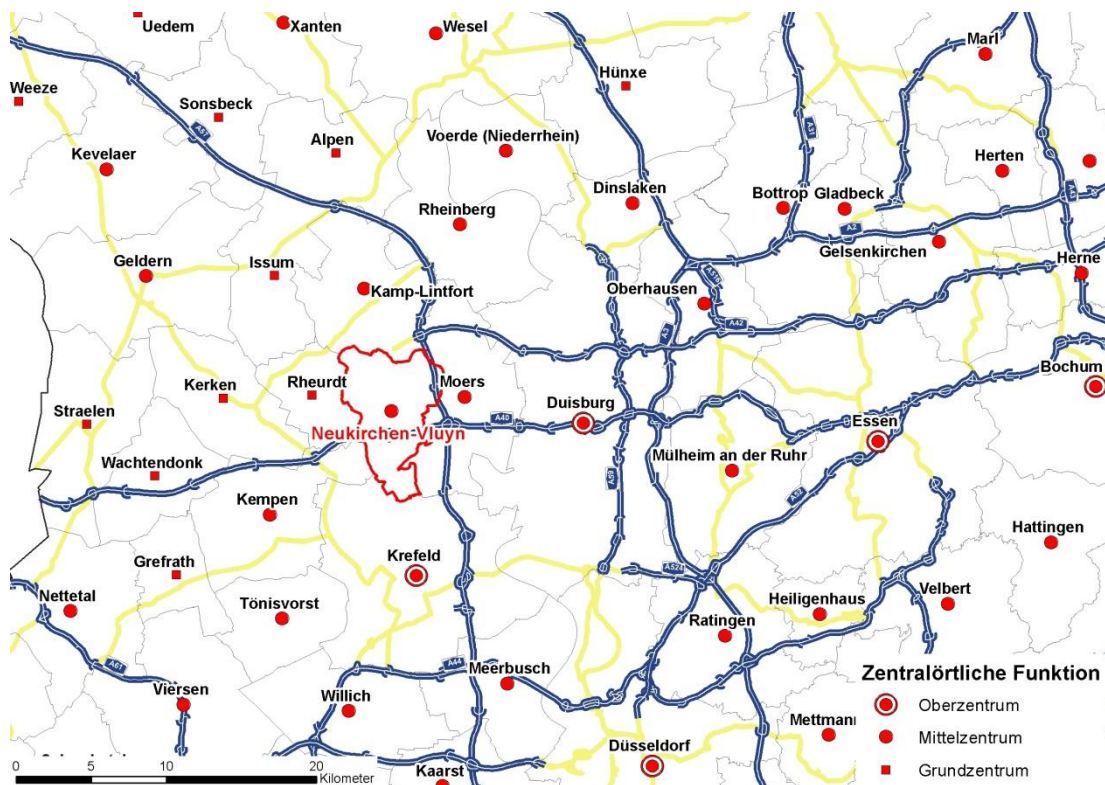 Uedem
Xanten
Wesel
Marl
Weeze
Sonsbeck
Hünxe
A57
Alpen
Voerde (Niederrhein)
A31
Kevelaer
Herten
Dinslaken
Bottrop
Gladbeck
A43
Rheinberg
A2
Gelsenkirchen
Geldern
Issum
Herne
A516
Kamp-Lintfort
Oberhausen
A42
A3
Kerken
Rheurdt
Moers
Bochum
Straelen
Duisburg
A40
Essen
Neukirchen-Vluyn
Wachtendonk
Mülheim an der Ruhr
A59
A52
Kempen
Hattingen
Grefrath
Krefeld
A524
Nettetal
Tönisvorst
Heiligenhaus
Velbert
Ratingen
A61
A44
Meerbusch
Viersen
Willich
Mettmann
Düsseldorf
Kaarst
Zentralörtliche Funktion
Oberzentrum
Mittelzentrum
Grundzentrum
0 5 10 20
Kilometer